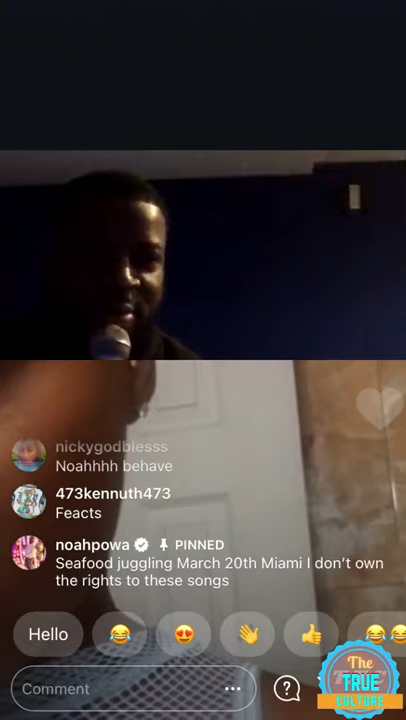 nickygodblesss
Noahhhh behave
473kennuth473
Feacts
noahpowa PINNED
Seafood juggling March 20th Miami I don't own
the rights to these songs
Hello
Comment
The
TRUE
CULTURE